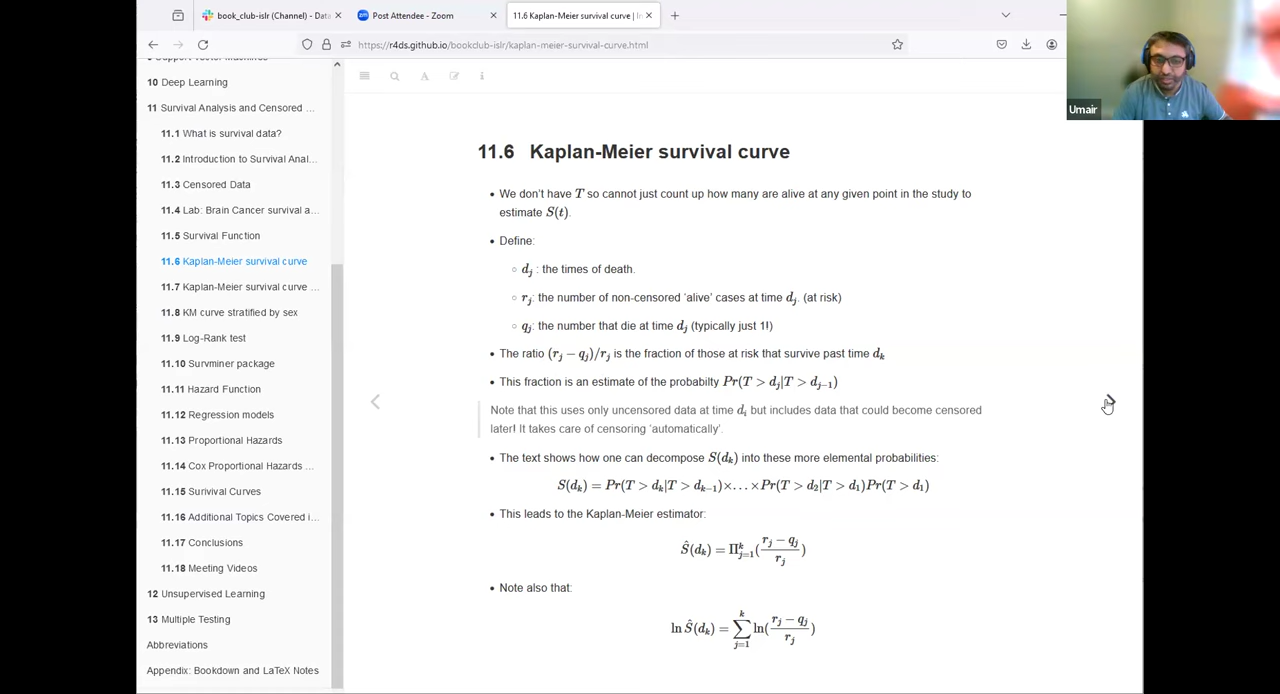 book_club-islr (Channel) - Data
Post Attendee - Zoom
11.6 Kaplan-Meier survival curve | In
https://r4ds.github.io/bookclub-islr/kaplan-meier-survival-curve.html
Umair
9 Support Vector Machines
10 Deep Learning
11 Survival Analysis and Censored ...
11.1 What is survival data?
11.2 Introduction to Survival Anal...
11.3 Censored Data
11.4 Lab: Brain Cancer survival a...
11.5 Survival Function
11.6 Kaplan-Meier survival curve
11.7 Kaplan-Meier survival curve ...
11.8 KM curve stratified by sex
11.9 Log-Rank test
11.10 Survminer package
11.11 Hazard Function
11.12 Regression models
11.13 Proportional Hazards
11.14 Cox Proportional Hazards ...
11.15 Surivival Curves
11.16 Additional Topics Covered i...
11.17 Conclusions
11.18 Meeting Videos
12 Unsupervised Learning
13 Multiple Testing
Abbreviations
Appendix: Bookdown and LaTeX Notes
11.6 Kaplan-Meier survival curve
• We don't have T so cannot just count up how many are alive at any given point in the study to
estimate S(t).
• Define:
◦ d_j : the times of death.
◦ r_j: the number of non-censored 'alive' cases at time d_j. (at risk)
◦ q_j: the number that die at time d_j (typically just 1!)
• The ratio (r_j − q_j)/r_j is the fraction of those at risk that survive past time d_k
• This fraction is an estimate of the probabilty Pr(T > d_j|T > d_{j−1})
Note that this uses only uncensored data at time d_i but includes data that could become censored
later! It takes care of censoring 'automatically'.
• The text shows how one can decompose S(d_k) into these more elemental probabilities:
S(d_k) = Pr(T > d_k|T > d_{k−1})×...×Pr(T > d_2|T > d_1)Pr(T > d_1)
• This leads to the Kaplan-Meier estimator:
Ŝ(d_k) = Π_{j=1}^k((r_j − q_j)/r_j)
• Note also that:
ln Ŝ(d_k) = ∑_{j=1}^k ln((r_j − q_j)/r_j)